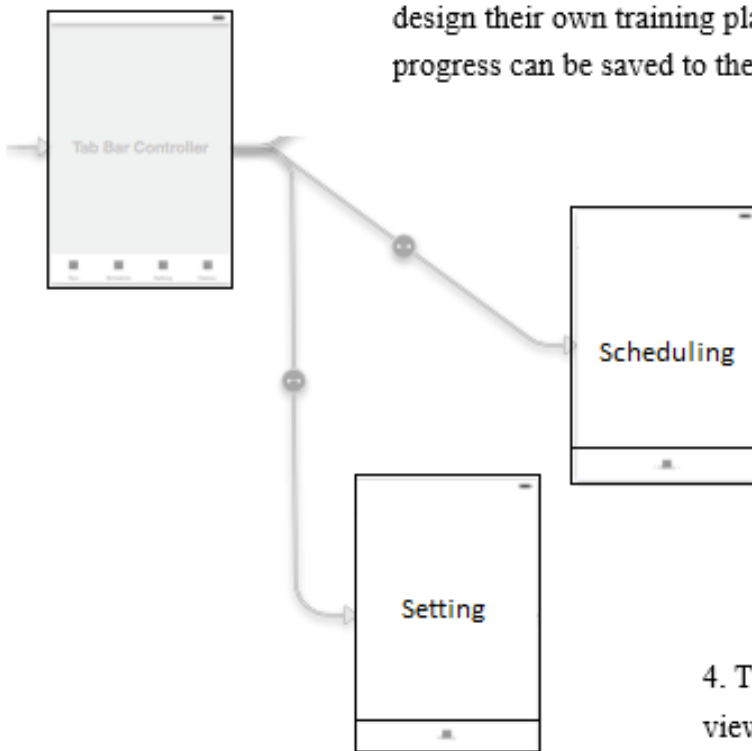 design their own training pla
progress can be saved to the
Tab Bar Controller
Scheduling
Setting
4. T
view